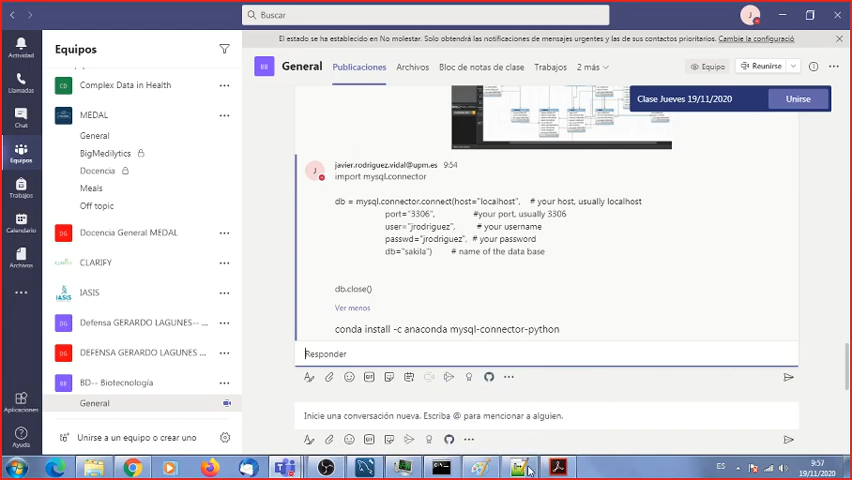 Buscar
J
Actividad
Llamadas
Chat
Equipos
Trabajos
Calendario
Archivos
Aplicaciones
Ayuda
Equipos
CD Complex Data in Health
MEDAL
General
BigMedilytics
Docencia
Meals
Off topic
DG Docencia General MEDAL
CLARIFY
IASIS
IASIS
DG Defensa GERARDO LAGUNES-- ...
DG DEFENSA GERARDO LAGUNES ...
BB BD-- Biotecnología
General
Unirse a un equipo o crear uno
El estado se ha establecido en No molestar. Solo obtendrá las notificaciones de mensajes urgentes y las de sus contactos prioritarios. Cambie la configuració
BB General Publicaciones Archivos Bloc de notas de clase Trabajos 2 más
Equipo Reunirse
Clase Jueves 19/11/2020 Unirse
J javier.rodriguez.vidal@upm.es 9:54
import mysql.connector
db = mysql.connector.connect(host="localhost", # your host, usually localhost
port="3306", #your port, usually 3306
user="jrodriguez", # your username
passwd="jrodriguez", # your password
db="sakila") # name of the data base
db.close()
Ver menos
conda install -c anaconda mysql-connector-python
Responder
Inicie una conversación nueva. Escriba @ para mencionar a alguien.
ES
9:57
19/11/2020